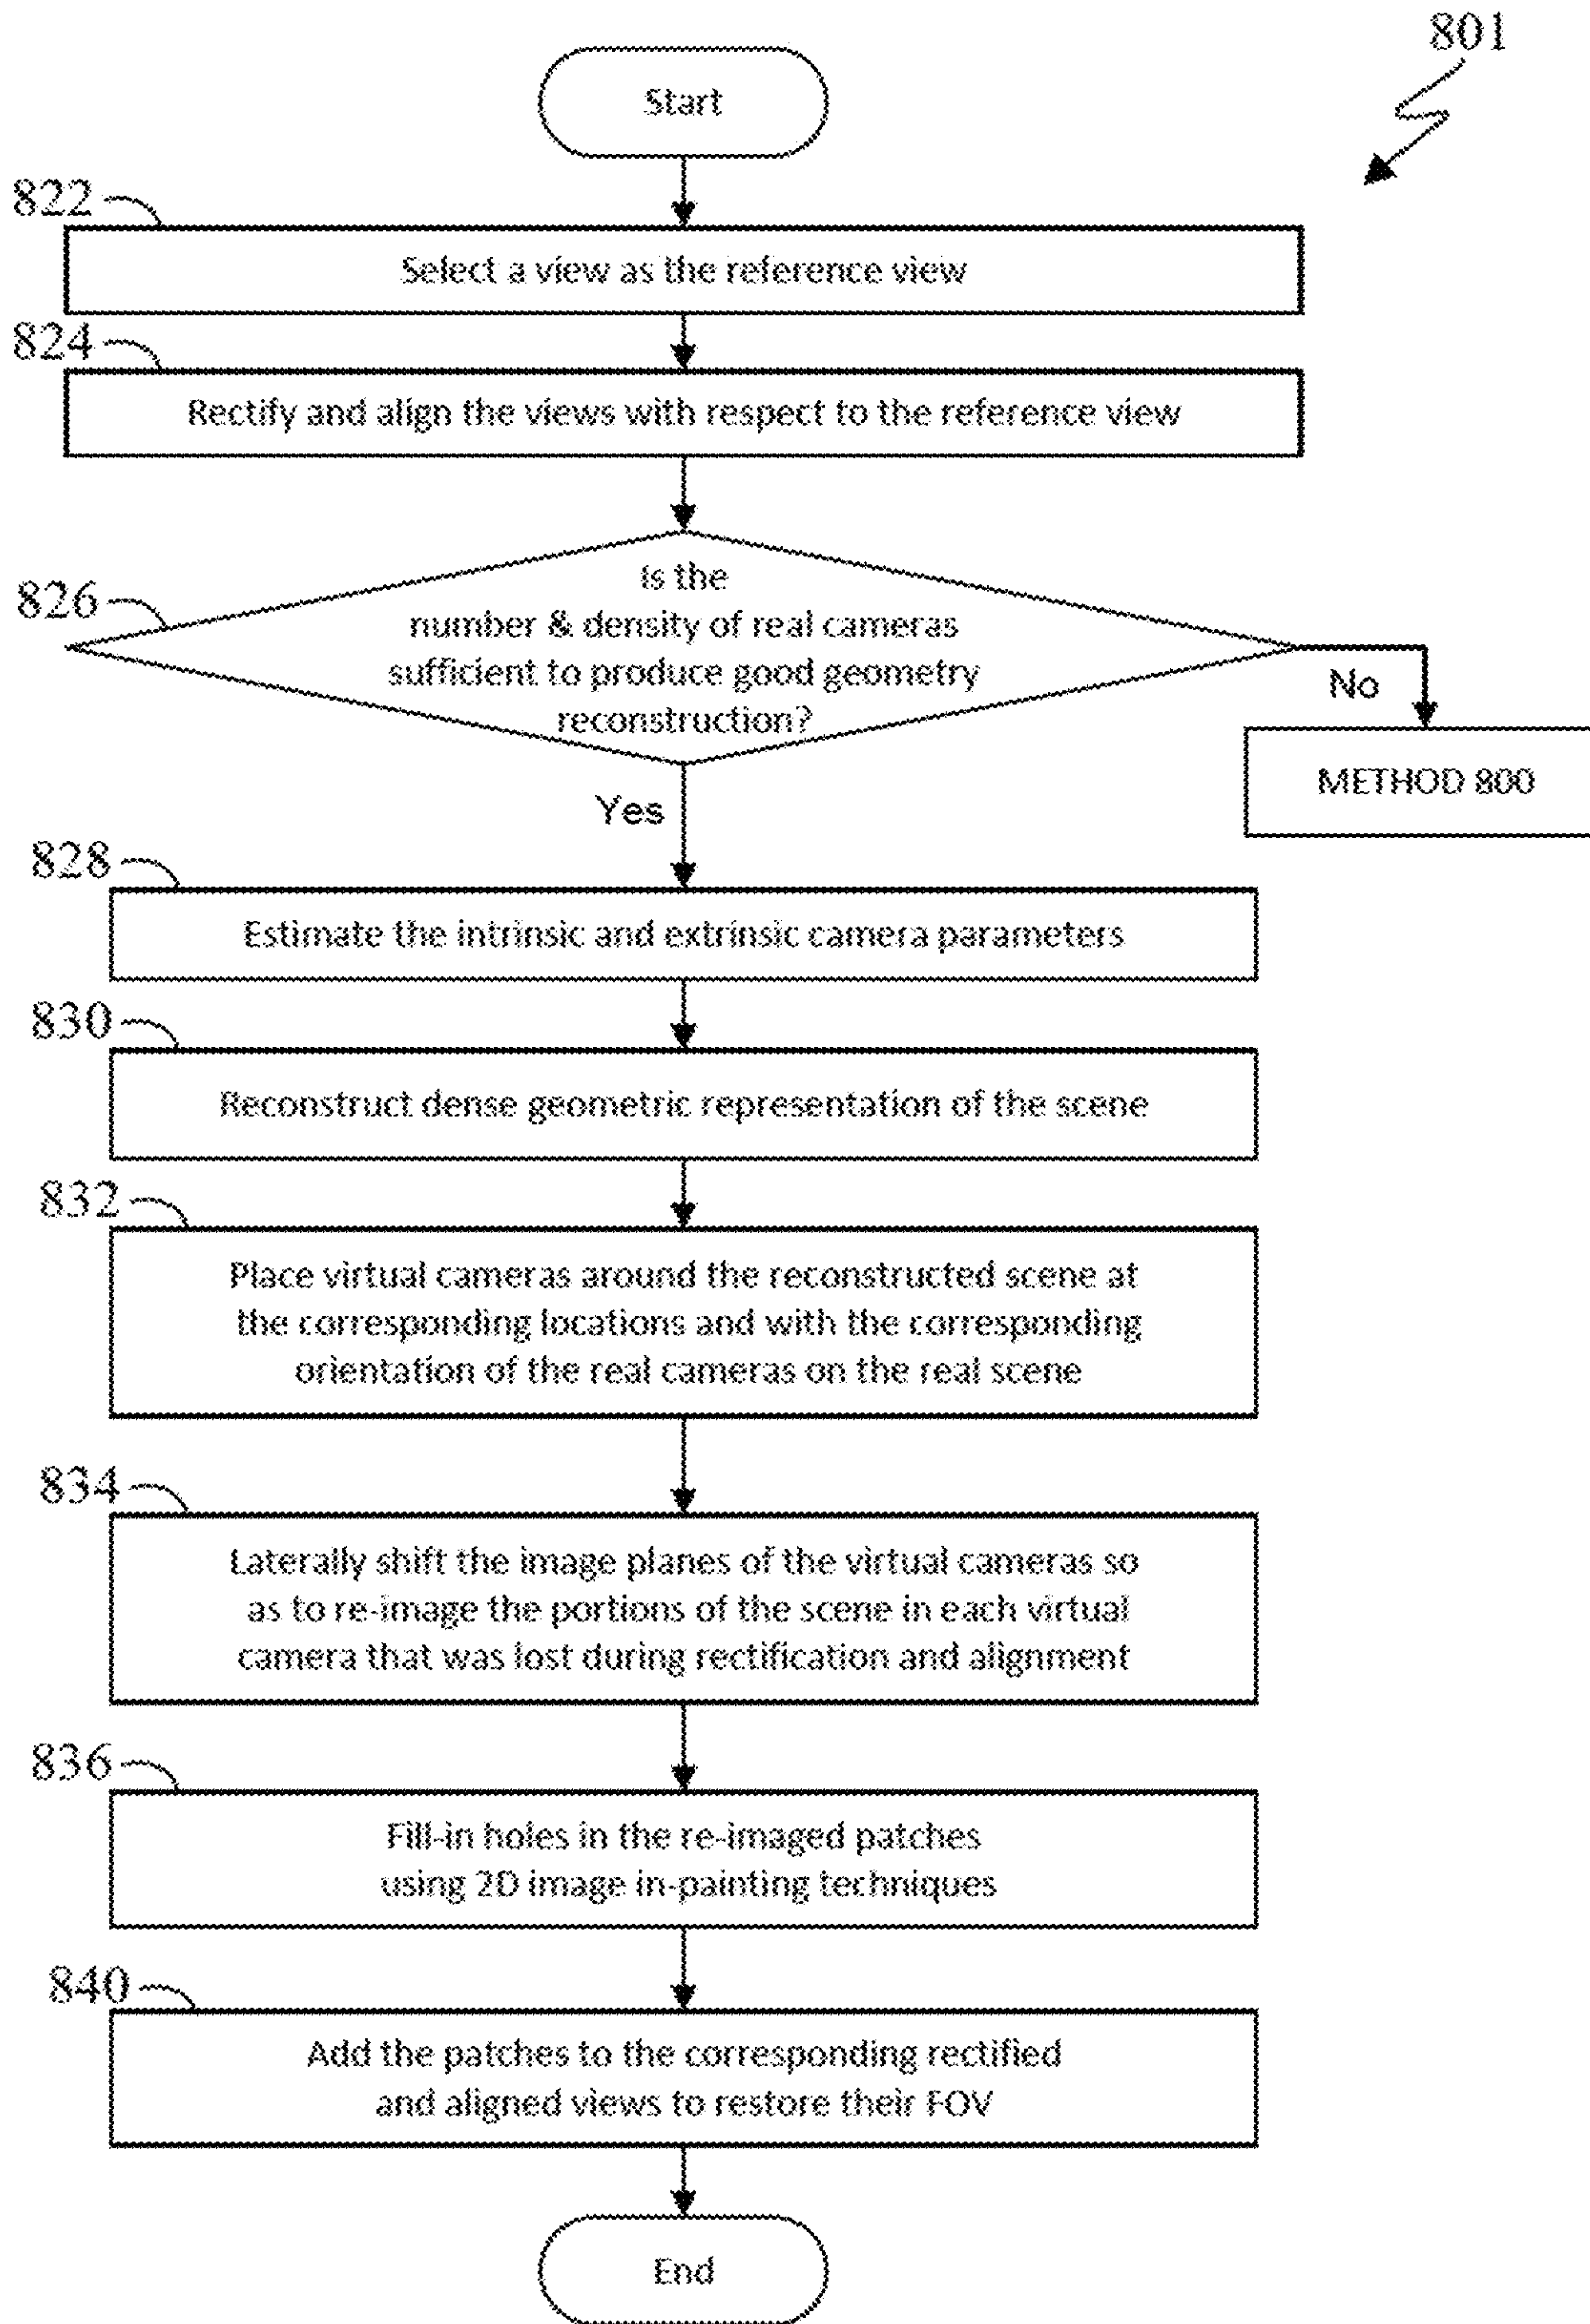 801
Start
822
Select a view as the reference view
824
Rectify and align the views with respect to the reference view
826
Is the
number & density of real cameras
sufficient to produce good geometry
reconstruction?
No
METHOD 800
Yes
828
Estimate the intrinsic and extrinsic camera parameters
830
Reconstruct dense geometric representation of the scene
832
Place virtual cameras around the reconstructed scene at
the corresponding locations and with the corresponding
orientation of the real cameras on the real scene
834
Laterally shift the image planes of the virtual cameras so
as to re-image the portions of the scene in each virtual
camera that was lost during rectification and alignment
836
Fill-in holes in the re-imaged patches
using 2D image in-painting techniques
840
Add the patches to the corresponding rectified
and aligned views to restore their FOV
End